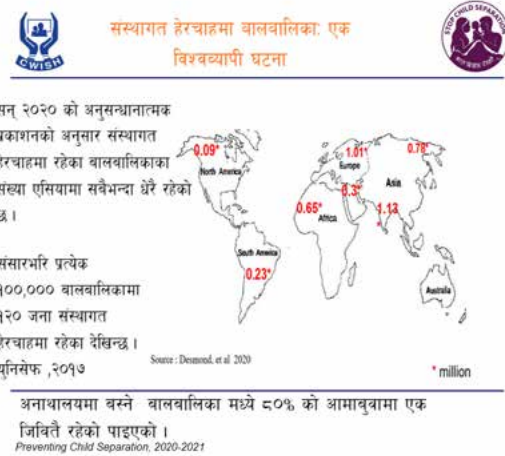 संस्थागत हेरचाहमा बालबालिका: एक
विश्वव्यापी घटना
CWISH
STOP CHILD SEPARATION
सन् २०२० को अनुसन्धानात्मक
प्रकाशनको अनुसार संस्थागत
हेरचाहमा रहेका बालबालिकाका
संख्या एसियामा सबैभन्दा धेरै रहेको
छ ।
संसारभरि प्रत्येक
१००,००० बालबालिकामा
१२० जना संस्थागत
हेरचाहमा रहेका देखिन्छ ।
युनिसेफ ,२०१७
0.09*
North America
1.01*
Europe
0.78*
0.3*
Asia
0.65*
Africa
1.13
*
South America
0.23*
Australia
Source : Desmond, et al 2020
* million
अनाथालयमा बस्ने बालबालिका मध्ये ८०% को आमाबुवामा एक
जिवितै रहेको पाइएको ।
Preventing Child Separation, 2020-2021